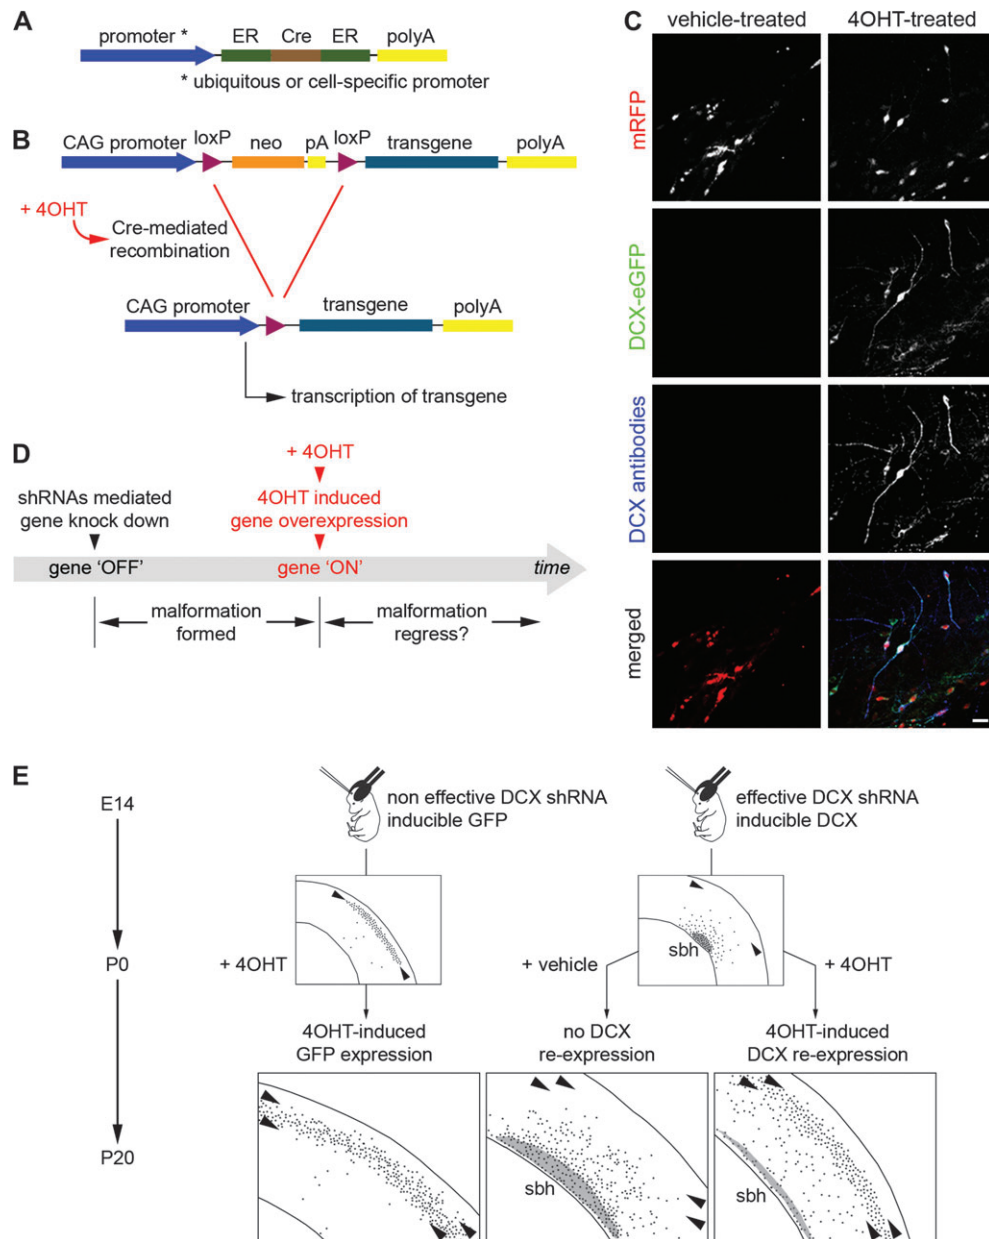 A
promoter *
ER Cre ER polyA
* ubiquitous or cell-specific promoter
B
CAG promoter loxP neo pA loxP transgene polyA
+ 4OHT
Cre-mediated
recombination
CAG promoter transgene polyA
transcription of transgene
C
vehicle-treated 4OHT-treated
mRFP
DCX-eGFP
DCX antibodies
merged
D
+ 4OHT
shRNAs mediated
gene knock down
4OHT induced
gene overexpression
gene ‘OFF’ gene ‘ON’ time
malformation
formed
malformation
regress?
E
E14
P0
P20
non effective DCX shRNA
inducible GFP
effective DCX shRNA
inducible DCX
sbh
+ 4OHT + vehicle + 4OHT
4OHT-induced
GFP expression
no DCX
re-expression
4OHT-induced
DCX re-expression
sbh
sbh